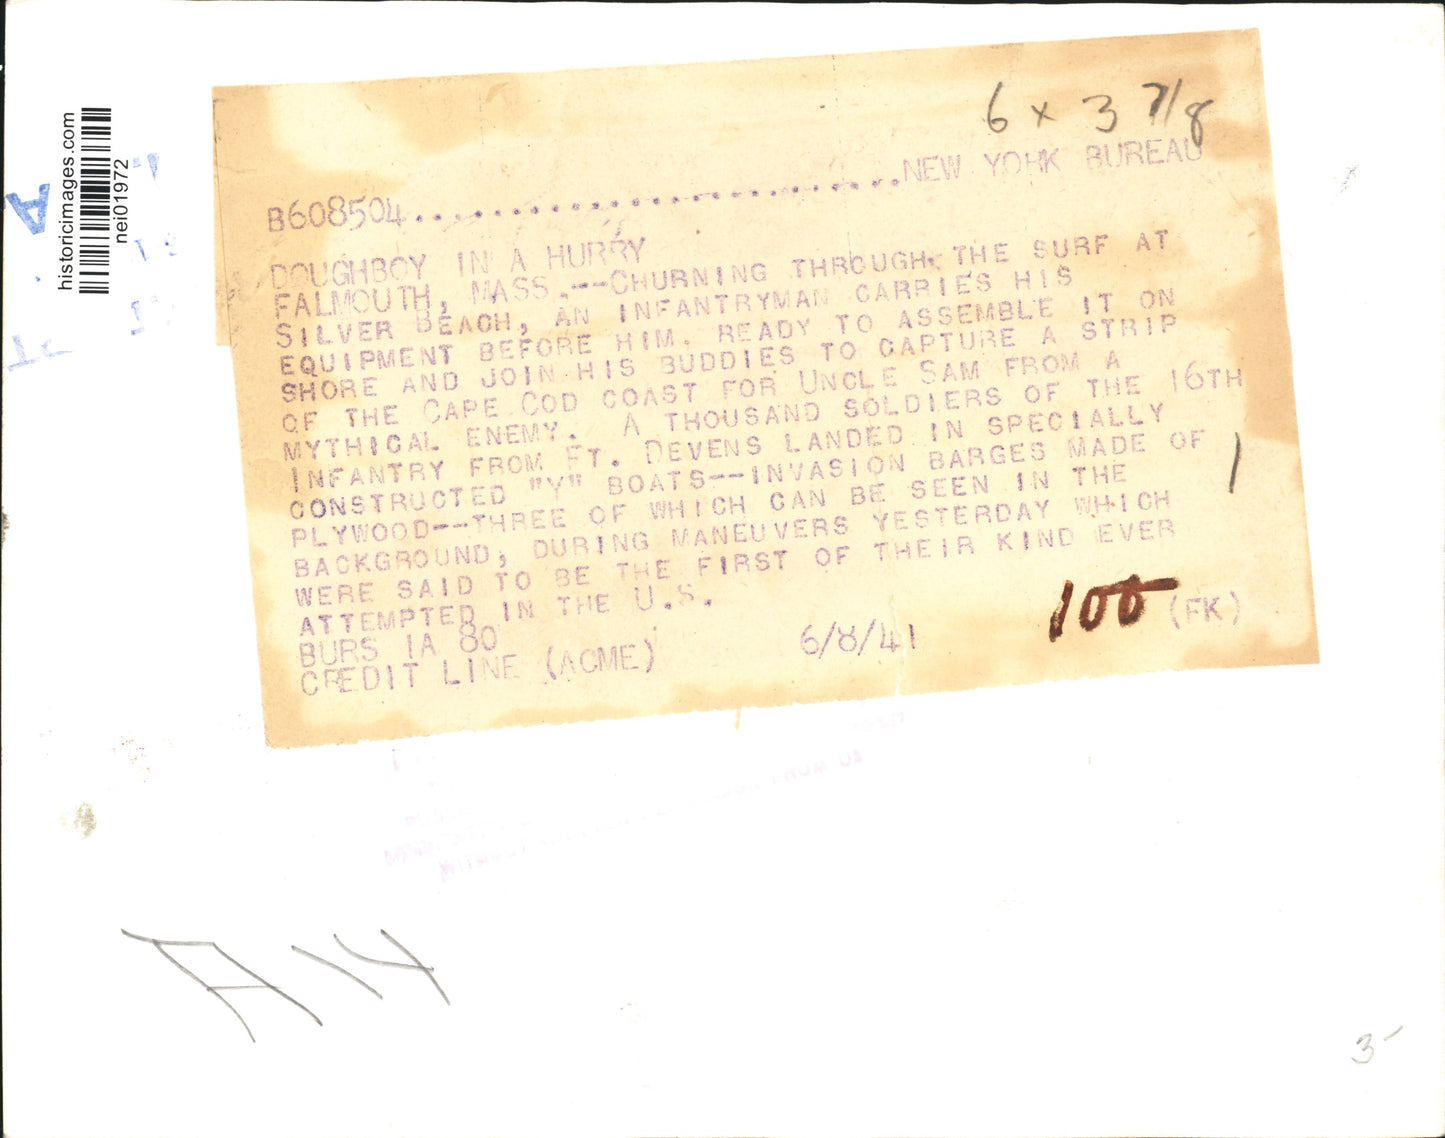 6 x 3 7/8
B608504..........................NEW YORK BUREAU
DOUGHBOY IN A HURRY
FALMOUTH, MASS.--CHURNING THROUGH THE SURF AT
SILVER BEACH, AN INFANTRYMAN CARRIES HIS
EQUIPMENT BEFORE HIM, READY TO ASSEMBLE IT ON
SHORE AND JOIN HIS BUDDIES TO CAPTURE A STRIP
OF THE CAPE COD COAST FOR UNCLE SAM FROM A
MYTHICAL ENEMY. A THOUSAND SOLDIERS OF THE 16TH
INFANTRY FROM FT. DEVENS LANDED IN SPECIALLY
CONSTRUCTED "Y" BOATS--INVASION BARGES MADE OF
PLYWOOD--THREE OF WHICH CAN BE SEEN IN THE
BACKGROUND, DURING MANEUVERS YESTERDAY WHICH
WERE SAID TO BE THE FIRST OF THEIR KIND EVER
ATTEMPTED IN THE U.S.
BURS 1A 80
CREDIT LINE (ACME) 6/8/41 (FK)
100
historicimages.com
nei01972
FROM US
A14
3-